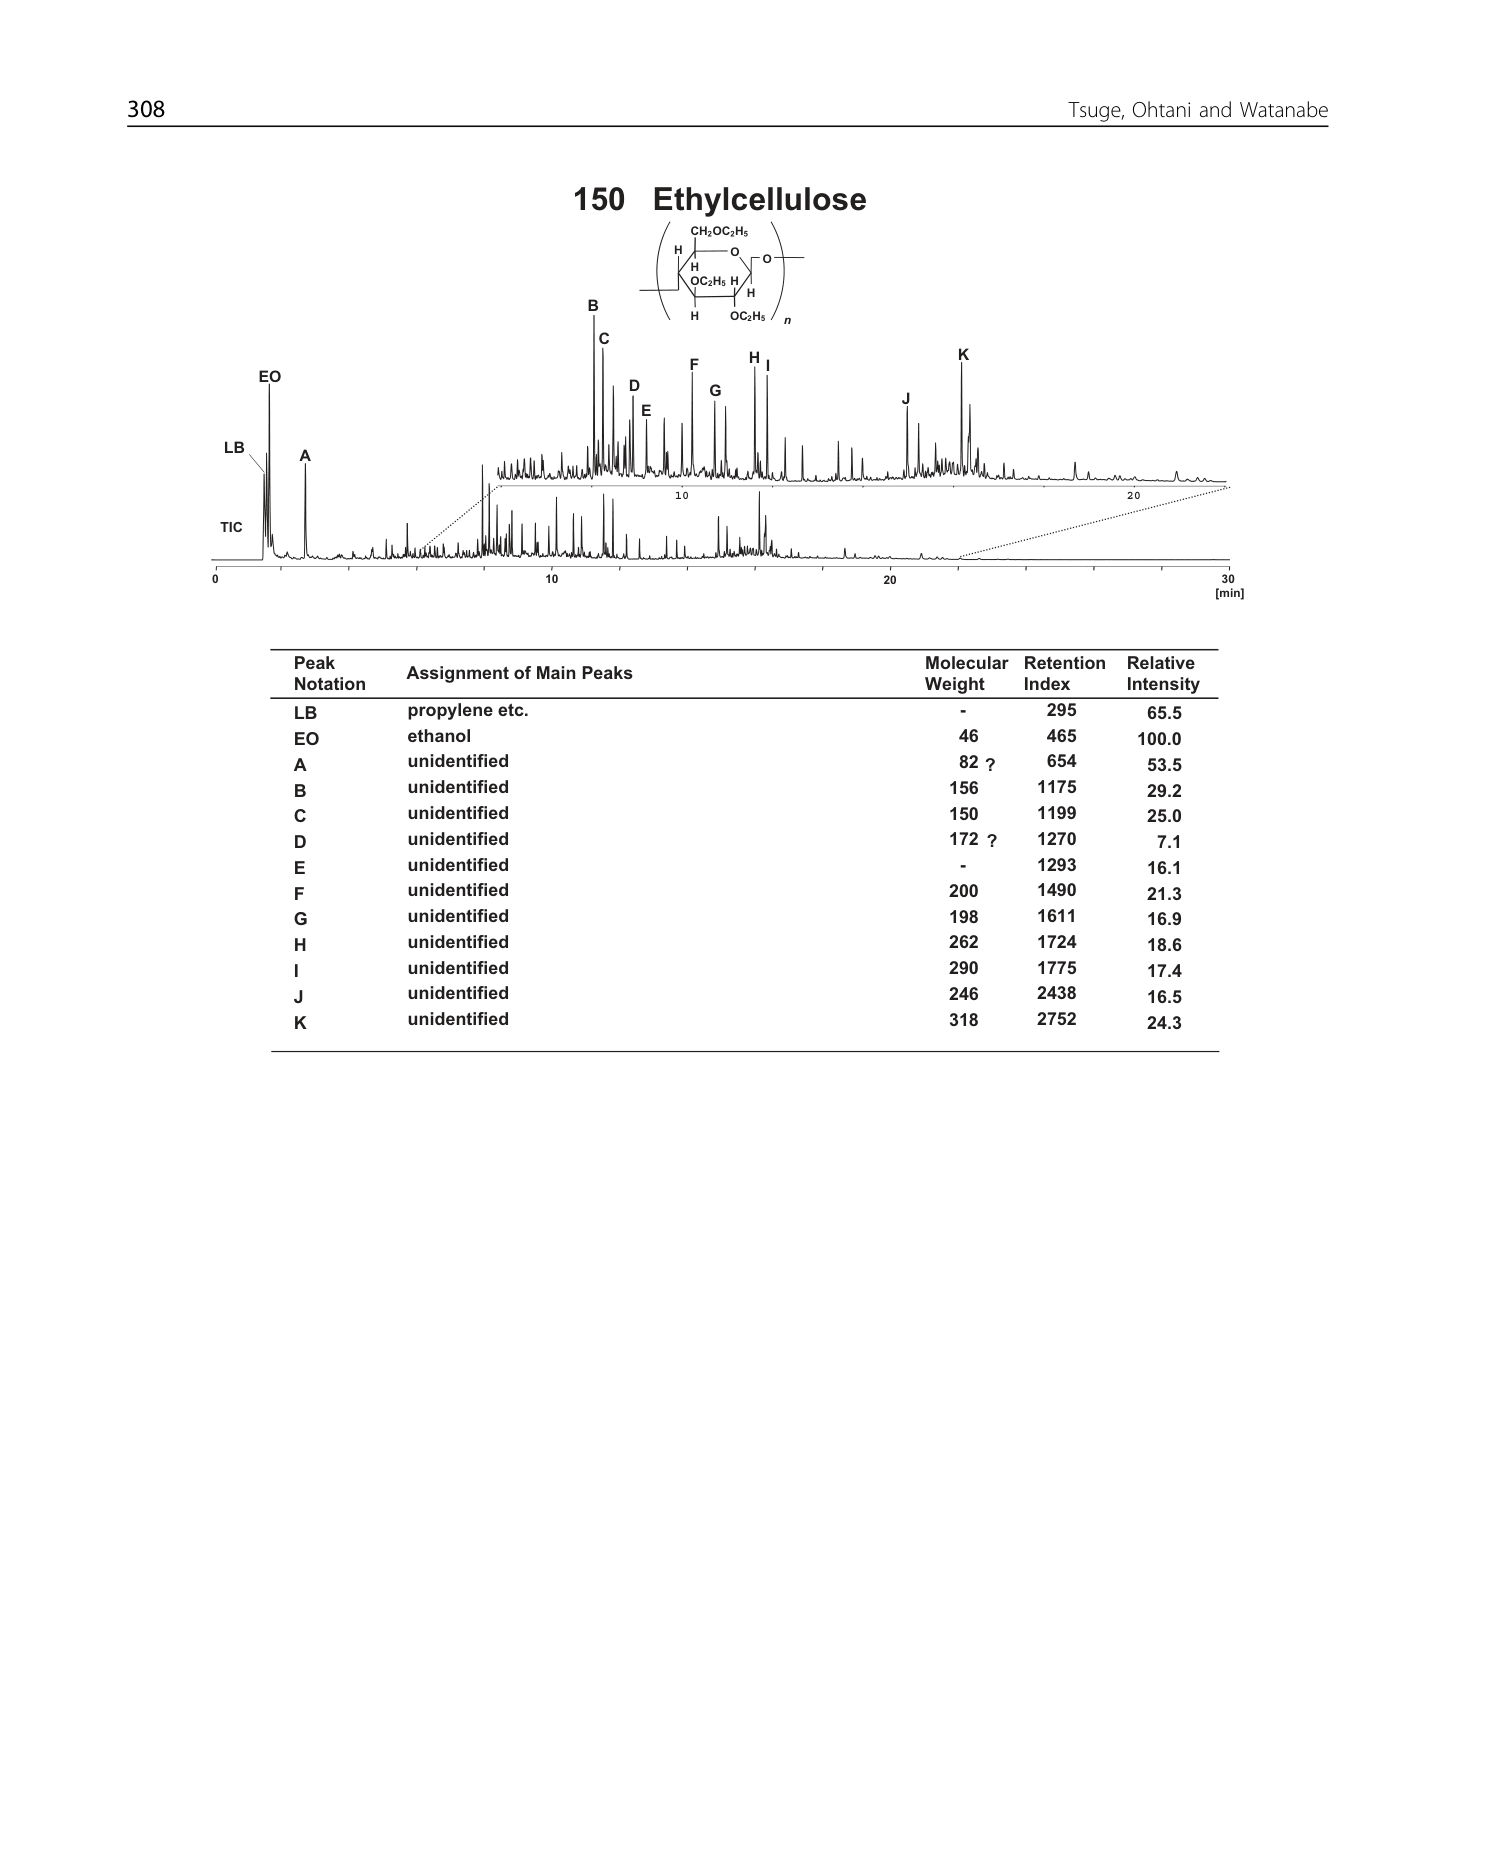 308 Tsuge, Ohtani and Watanabe
150 Ethylcellulose
CH₂OC₂H₅
H O O
H
OC₂H₅ H
H
H OC₂H₅ n
B
C
K
H
F I
EO
D
G
J
E
LB
A
10 20
TIC
0 10 20 30
[min]
Peak Notation Assignment of Main Peaks Molecular Weight Retention Index Relative Intensity
LB propylene etc. - 295 65.5
EO ethanol 46 465 100.0
A unidentified 82 ? 654 53.5
B unidentified 156 1175 29.2
C unidentified 150 1199 25.0
D unidentified 172 ? 1270 7.1
E unidentified - 1293 16.1
F unidentified 200 1490 21.3
G unidentified 198 1611 16.9
H unidentified 262 1724 18.6
I unidentified 290 1775 17.4
J unidentified 246 2438 16.5
K unidentified 318 2752 24.3